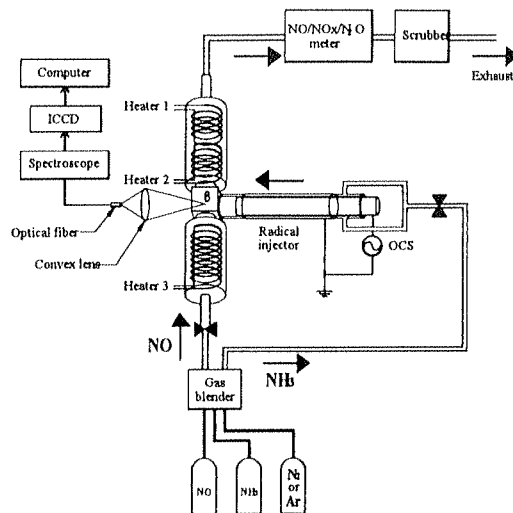 NO/NOx/N2O
meter
Scrubber
Exhaust
Computer
ICCD
Spectroscope
Optical fiber
Convex lens
Heater 1
Heater 2
θ
Radical
injector
OCS
Heater 3
NO
NH3
Gas
blender
NO
NH3
N2
or
Ar